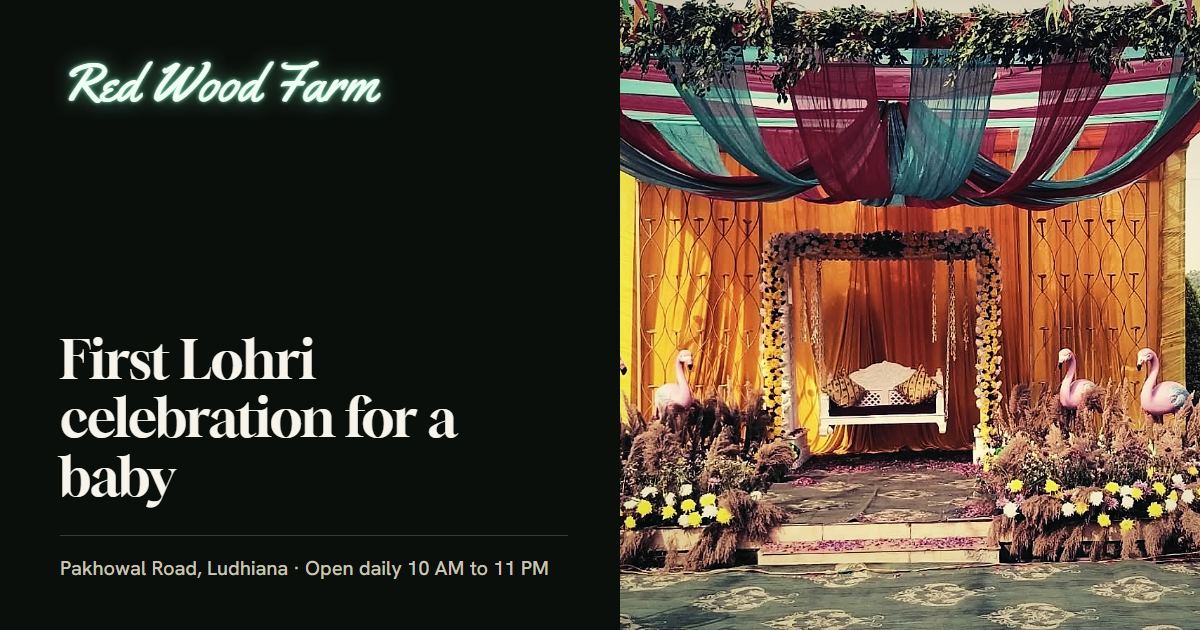 Red Wood Farm
First Lohri
celebration for a
baby
Pakhowal Road, Ludhiana · Open daily 10 AM to 11 PM